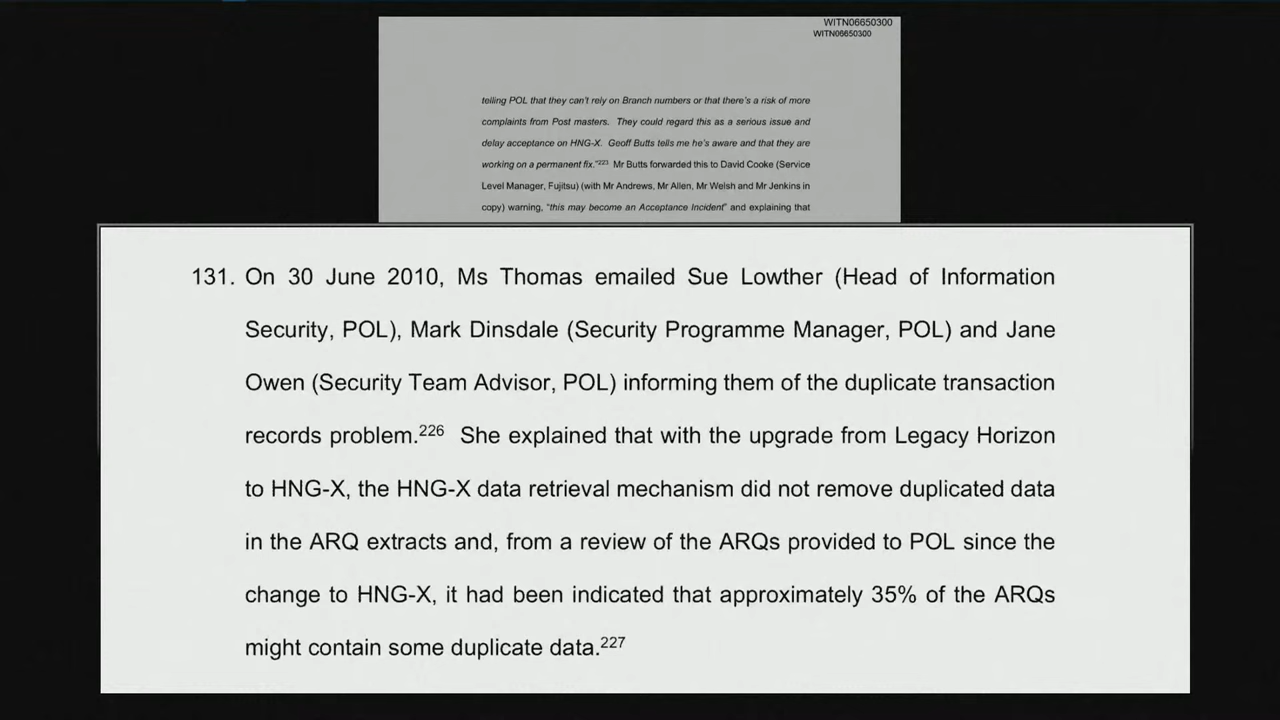 WITN06650300
WITN06650300
telling POL that they can't rely on Branch numbers or that there's a risk of more
complaints from Post masters. They could regard this as a serious issue and
delay acceptance on HNG-X. Geoff Butts tells me he's aware and that they are
working on a permanent fix."223 Mr Butts forwarded this to David Cooke (Service
Level Manager, Fujitsu) (with Mr Andrews, Mr Allen, Mr Welsh and Mr Jenkins in
copy) warning, "this may become an Acceptance Incident" and explaining that
131. On 30 June 2010, Ms Thomas emailed Sue Lowther (Head of Information
Security, POL), Mark Dinsdale (Security Programme Manager, POL) and Jane
Owen (Security Team Advisor, POL) informing them of the duplicate transaction
records problem.226 She explained that with the upgrade from Legacy Horizon
to HNG-X, the HNG-X data retrieval mechanism did not remove duplicated data
in the ARQ extracts and, from a review of the ARQs provided to POL since the
change to HNG-X, it had been indicated that approximately 35% of the ARQs
might contain some duplicate data.227